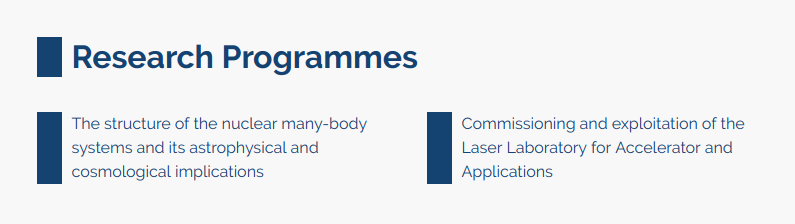 Research Programmes
The structure of the nuclear many-body
systems and its astrophysical and
cosmological implications
Commissioning and exploitation of the
Laser Laboratory for Accelerator and
Applications